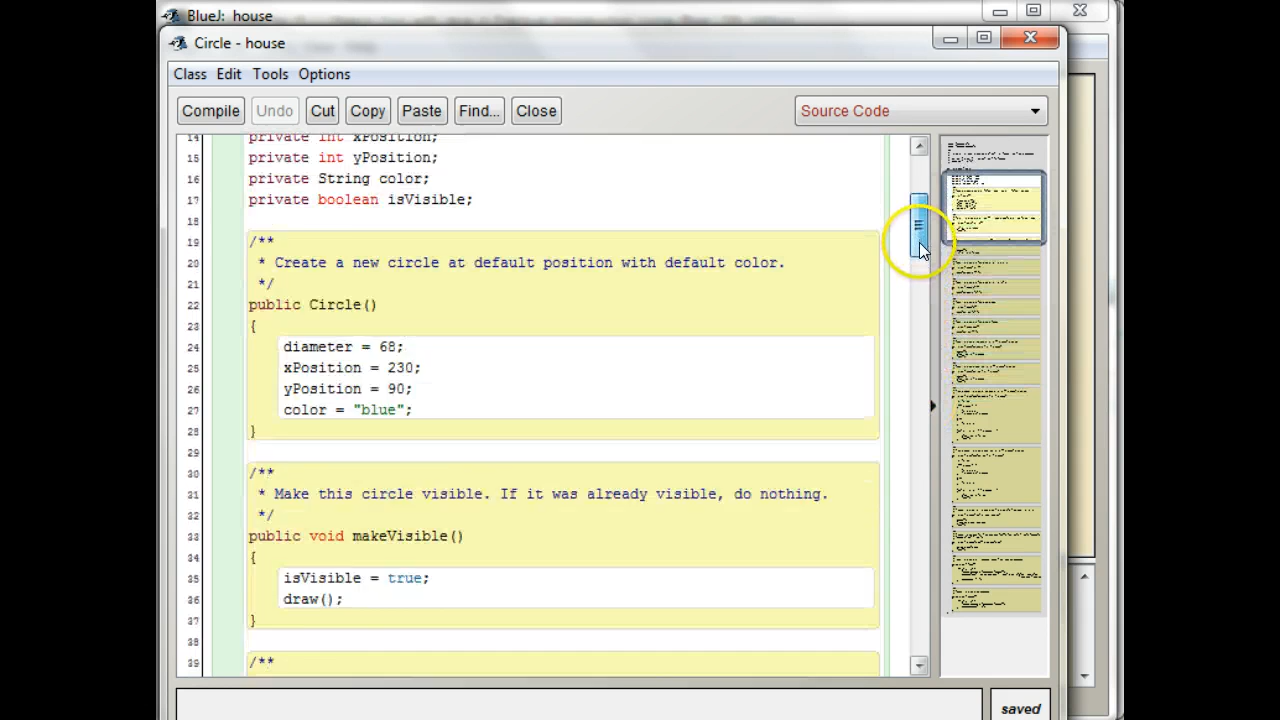 BlueJ: house
Circle - house
Class Edit Tools Options
Compile Undo Cut Copy Paste Find... Close Source Code
14 private int xPosition;
15 private int yPosition;
16 private String color;
17 private boolean isVisible;
18
19 /**
20 * Create a new circle at default position with default color.
21 */
22 public Circle()
23 {
24 diameter = 68;
25 xPosition = 230;
26 yPosition = 90;
27 color = "blue";
28 }
29
30 /**
31 * Make this circle visible. If it was already visible, do nothing.
32 */
33 public void makeVisible()
34 {
35 isVisible = true;
36 draw();
37 }
38
39 /**
saved